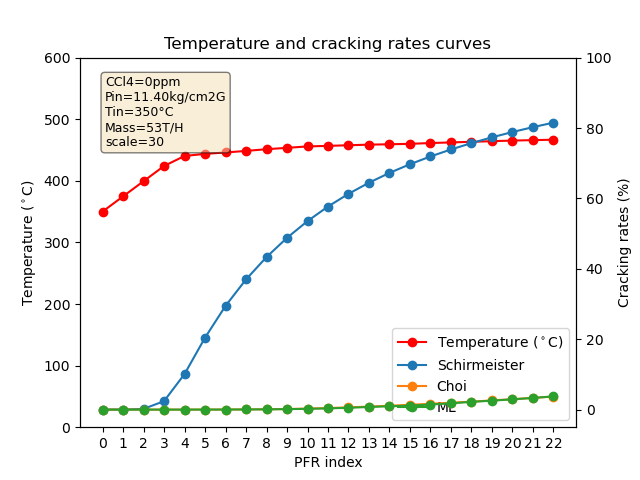 Temperature and cracking rates curves
600
500
400
300
200
100
0
Temperature (°C)
CCl4=0ppm
Pin=11.40kg/cm2G
Tin=350°C
Mass=53T/H
scale=30
100
80
60
40
20
0
Cracking rates (%)
Temperature (°C)
Schirmeister
Choi
ML
0 1 2 3 4 5 6 7 8 9 10 11 12 13 14 15 16 17 18 19 20 21 22
PFR index